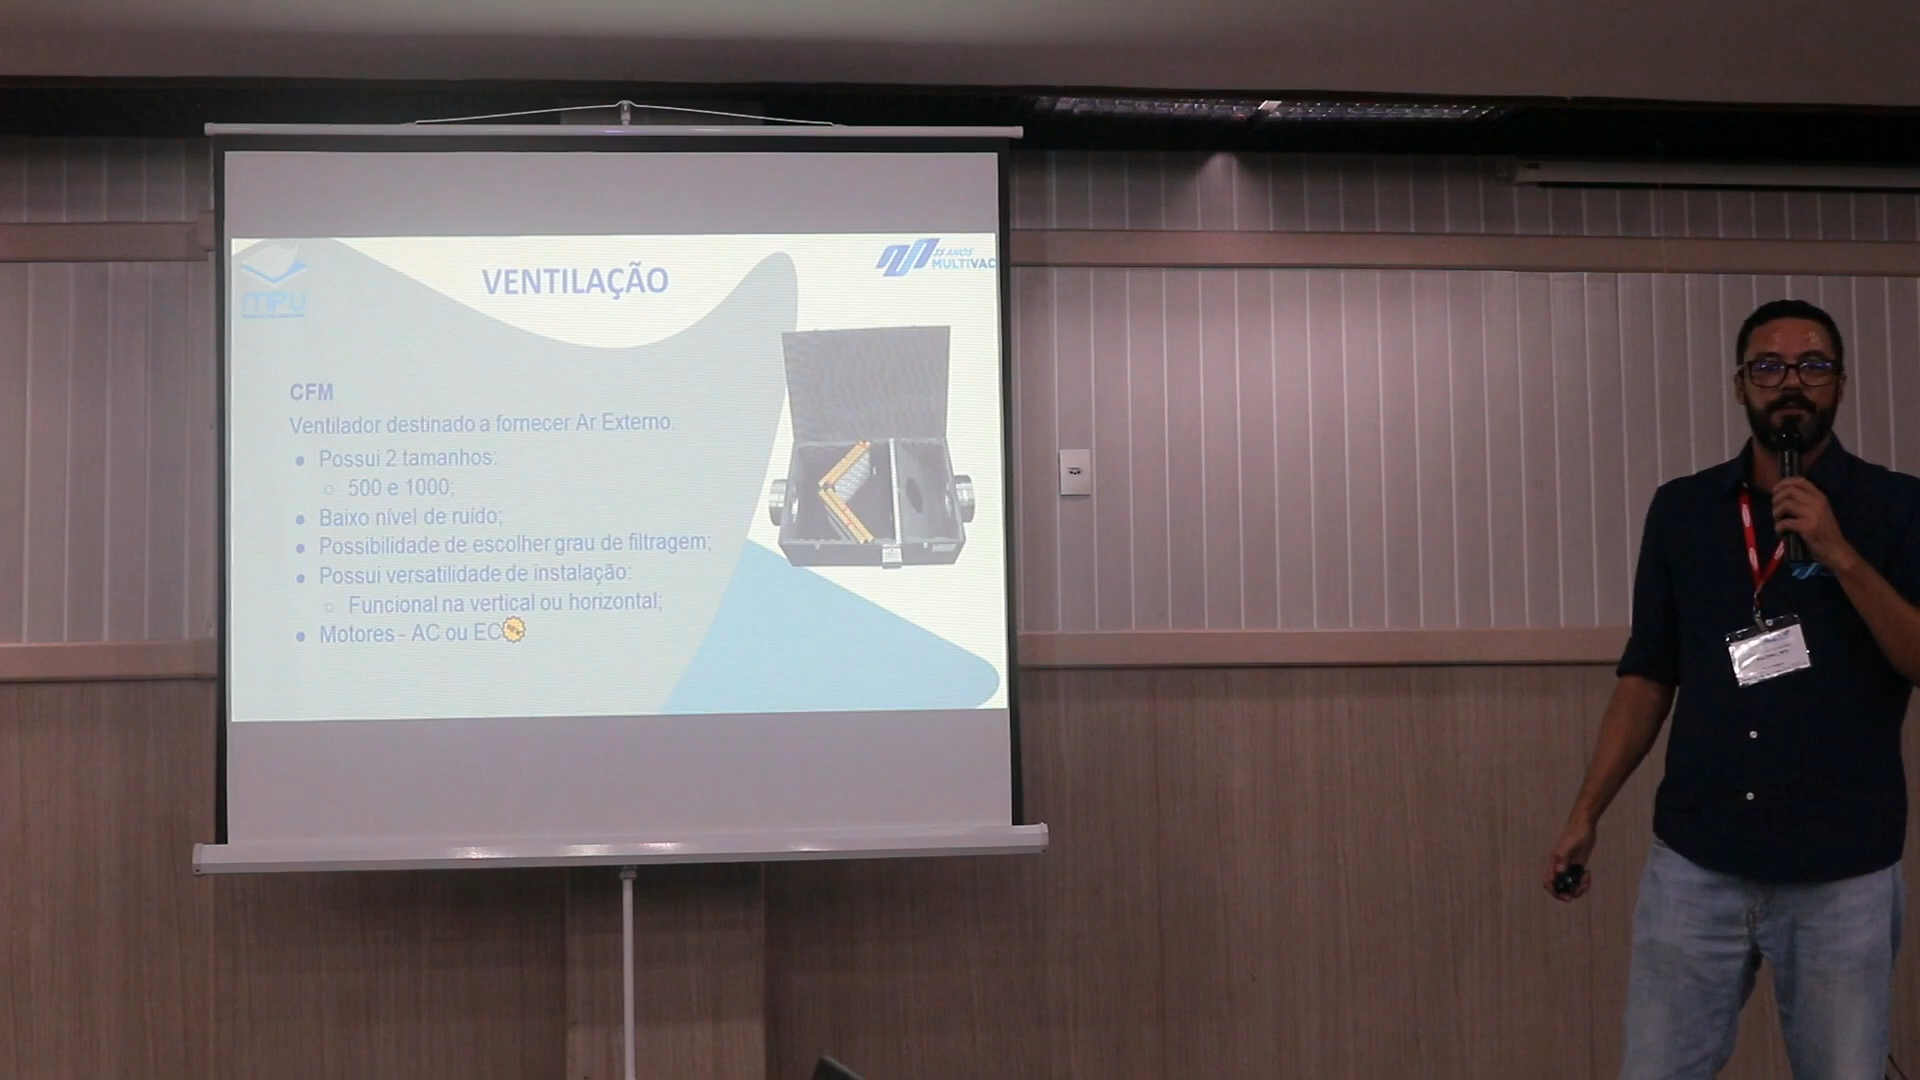 MPU
VENTILAÇÃO
35 ANOS
MULTIVAC
CFM
Ventilador destinado a fornecer Ar Externo.
● Possui 2 tamanhos:
○ 500 e 1000;
● Baixo nível de ruído;
● Possibilidade de escolher grau de filtragem;
● Possui versatilidade de instalação:
○ Funcional na vertical ou horizontal;
● Motores - AC ou EC